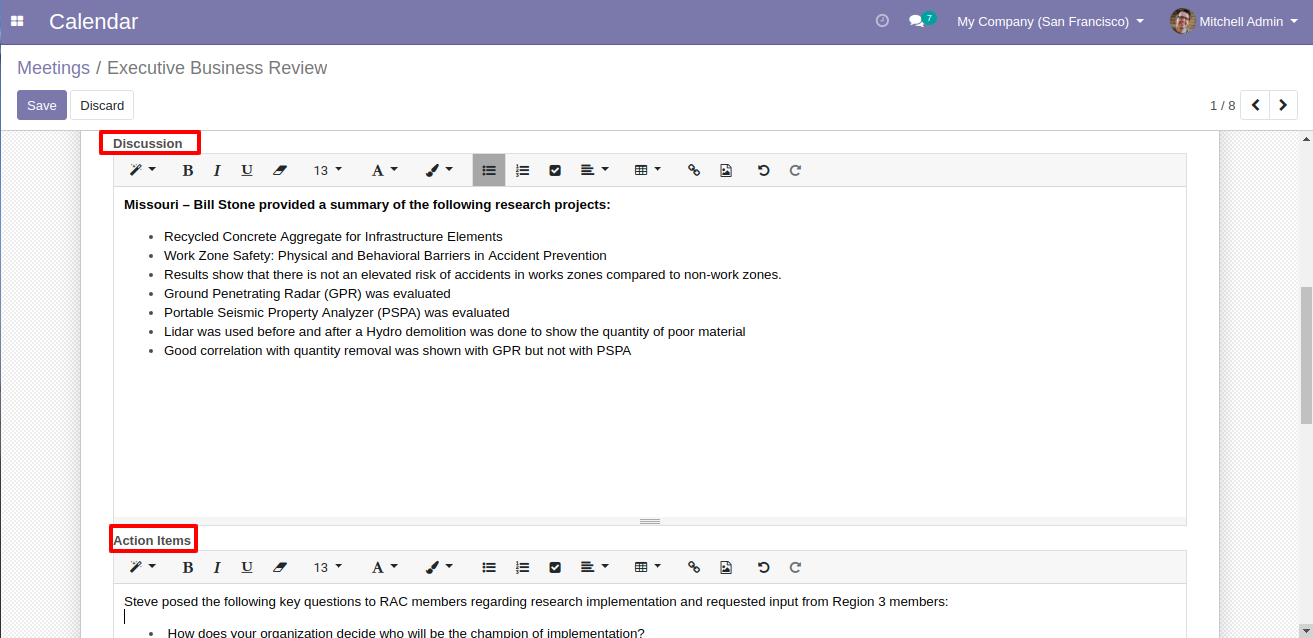 Calendar
7
My Company (San Francisco)
Mitchell Admin
Meetings / Executive Business Review
Save
Discard
1 / 8
Discussion
B I U 13 A
Missouri – Bill Stone provided a summary of the following research projects:
• Recycled Concrete Aggregate for Infrastructure Elements
• Work Zone Safety: Physical and Behavioral Barriers in Accident Prevention
• Results show that there is not an elevated risk of accidents in works zones compared to non-work zones.
• Ground Penetrating Radar (GPR) was evaluated
• Portable Seismic Property Analyzer (PSPA) was evaluated
• Lidar was used before and after a Hydro demolition was done to show the quantity of poor material
• Good correlation with quantity removal was shown with GPR but not with PSPA
Action Items
B I U 13 A
Steve posed the following key questions to RAC members regarding research implementation and requested input from Region 3 members:
• How does your organization decide who will be the champion of implementation?